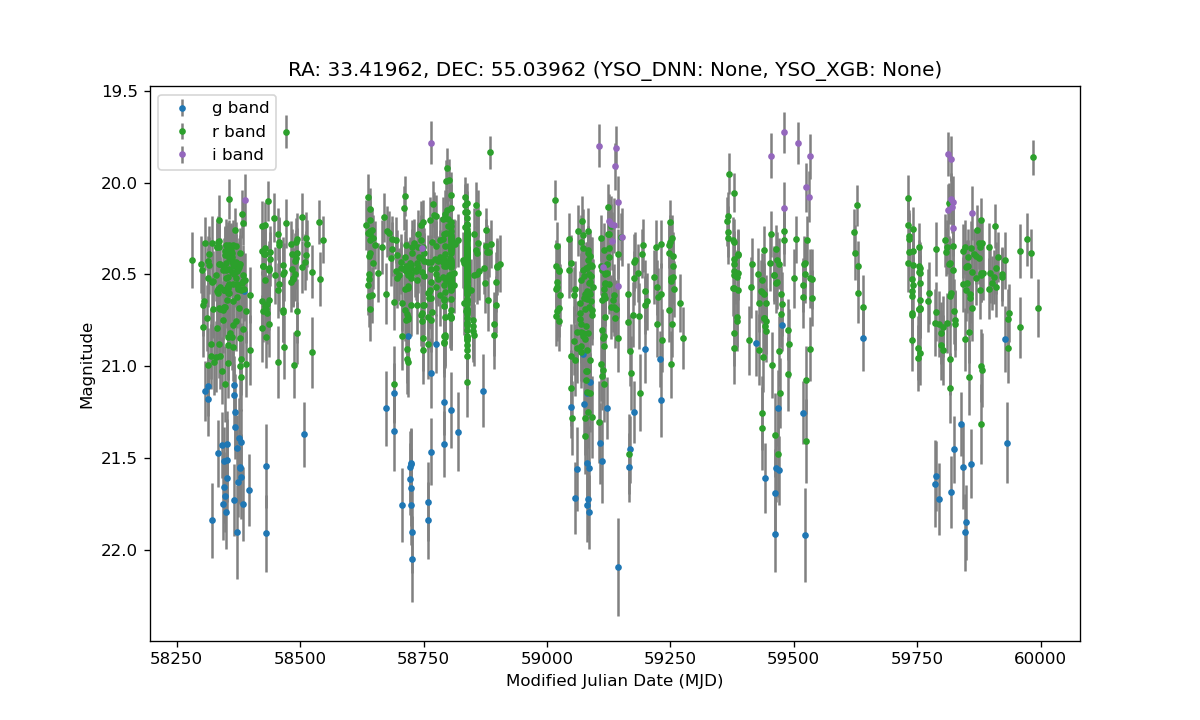 RA: 33.41962, DEC: 55.03962 (YSO_DNN: None, YSO_XGB: None)
g band
r band
i band
19.5
20.0
20.5
21.0
21.5
22.0
Magnitude
58250 58500 58750 59000 59250 59500 59750 60000
Modified Julian Date (MJD)